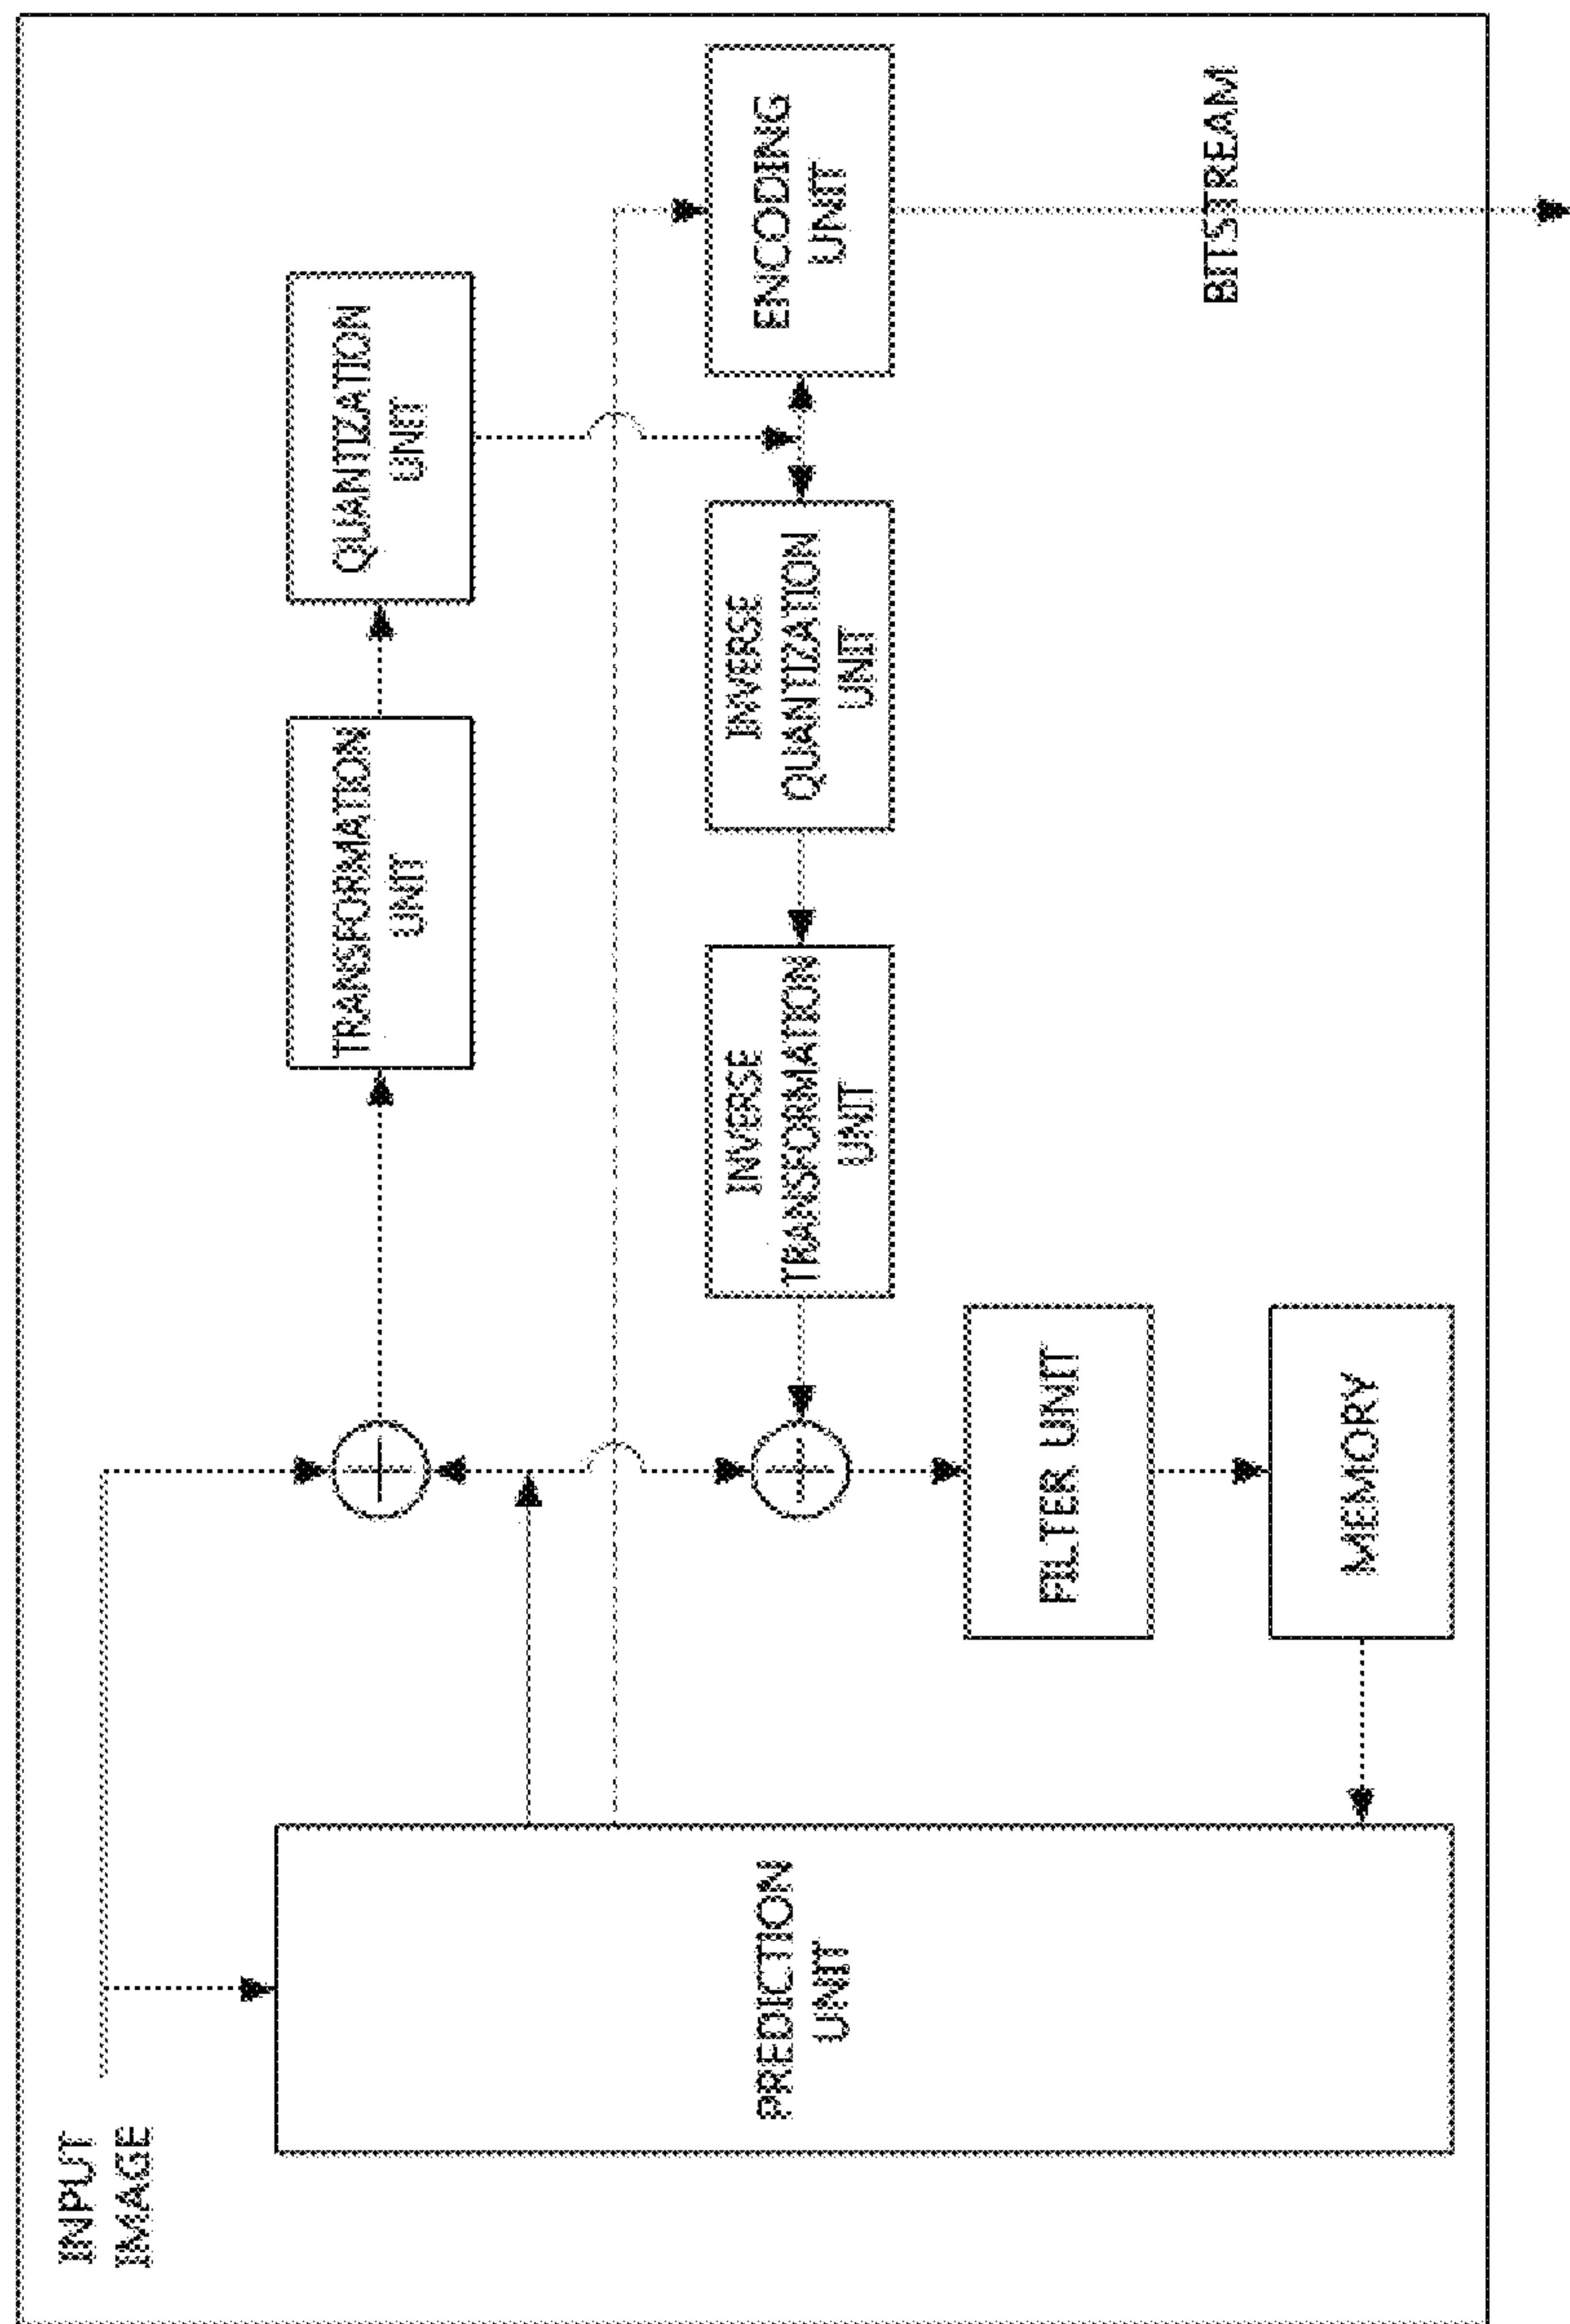 INPUT
IMAGE
PREDICTION
UNIT
TRANSFORMATION
UNIT
QUANTIZATION
UNIT
INVERSE
TRANSFORMATION
UNIT
INVERSE
QUANTIZATION
UNIT
ENCODING
UNIT
FILTER UNIT
MEMORY
BITSTREAM